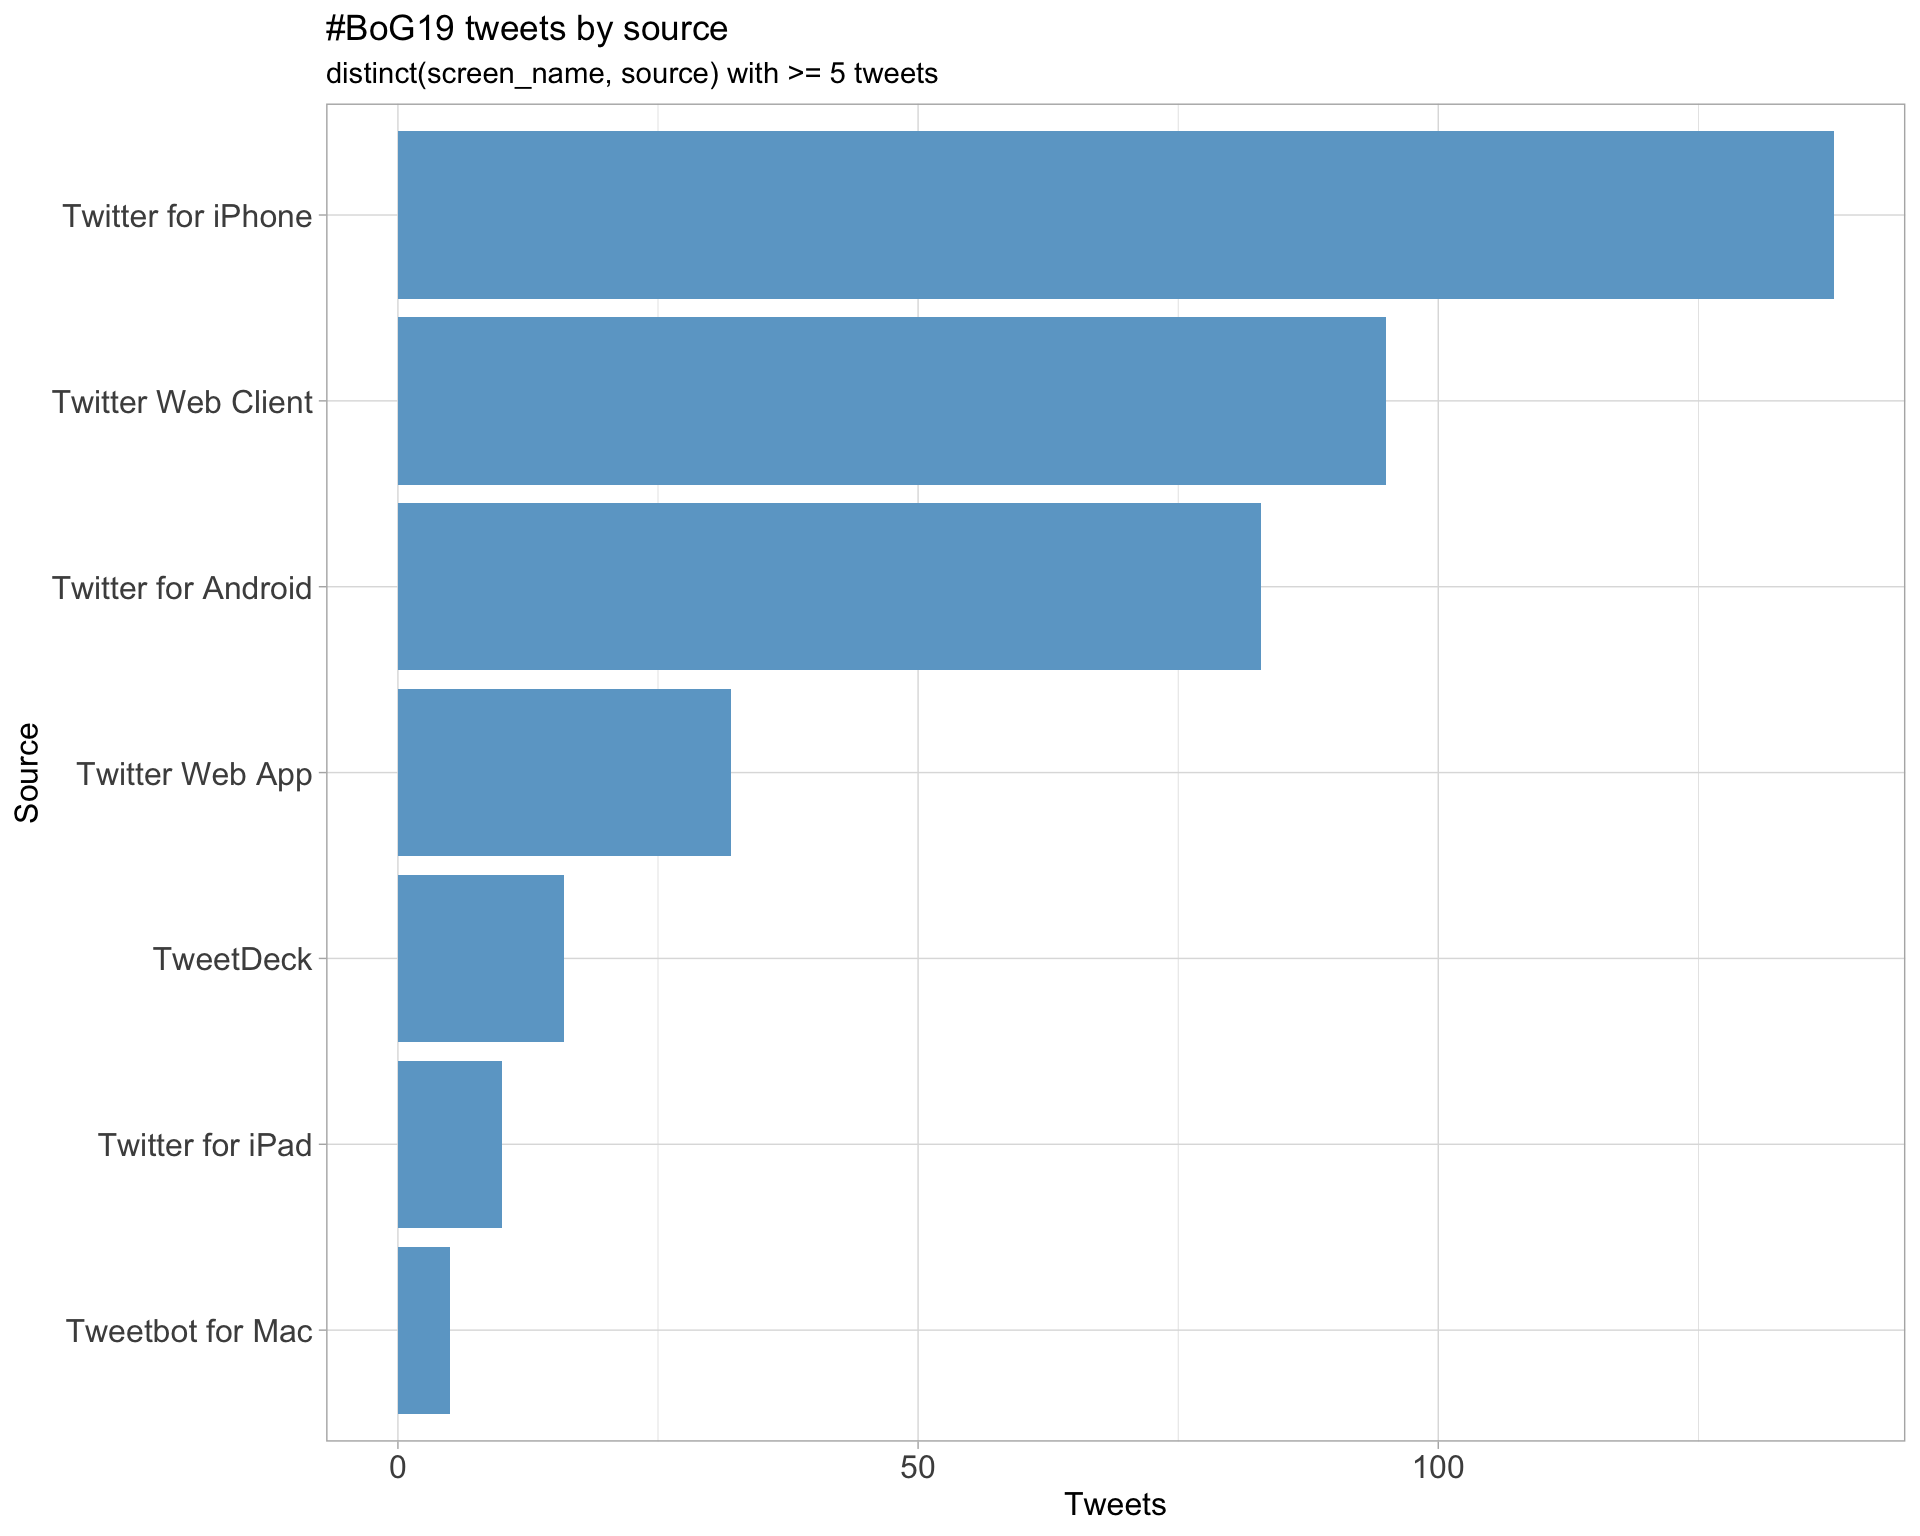 #BoG19 tweets by source
distinct(screen_name, source) with >= 5 tweets
Source
Twitter for iPhone
Twitter Web Client
Twitter for Android
Twitter Web App
TweetDeck
Twitter for iPad
Tweetbot for Mac
0 50 100
Tweets